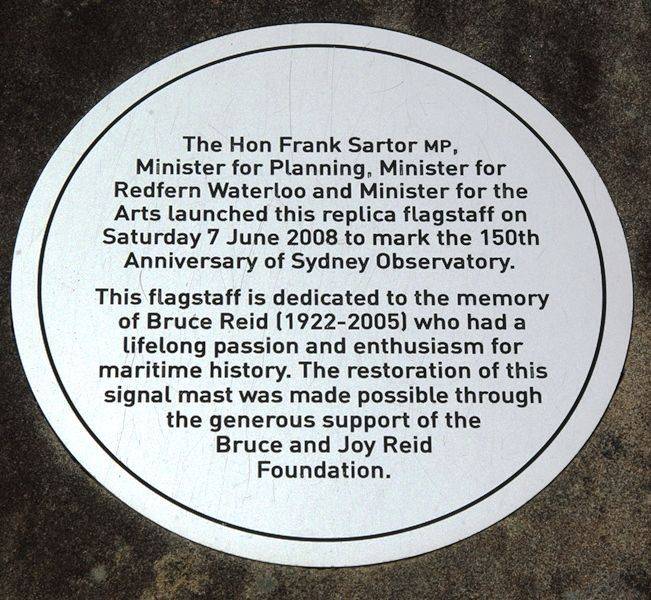 The Hon Frank Sartor MP,
Minister for Planning, Minister for
Redfern Waterloo and Minister for the
Arts launched this replica flagstaff on
Saturday 7 June 2008 to mark the 150th
Anniversary of Sydney Observatory.
This flagstaff is dedicated to the memory
of Bruce Reid (1922-2005) who had a
lifelong passion and enthusiasm for
maritime history. The restoration of this
signal mast was made possible through
the generous support of the
Bruce and Joy Reid
Foundation.